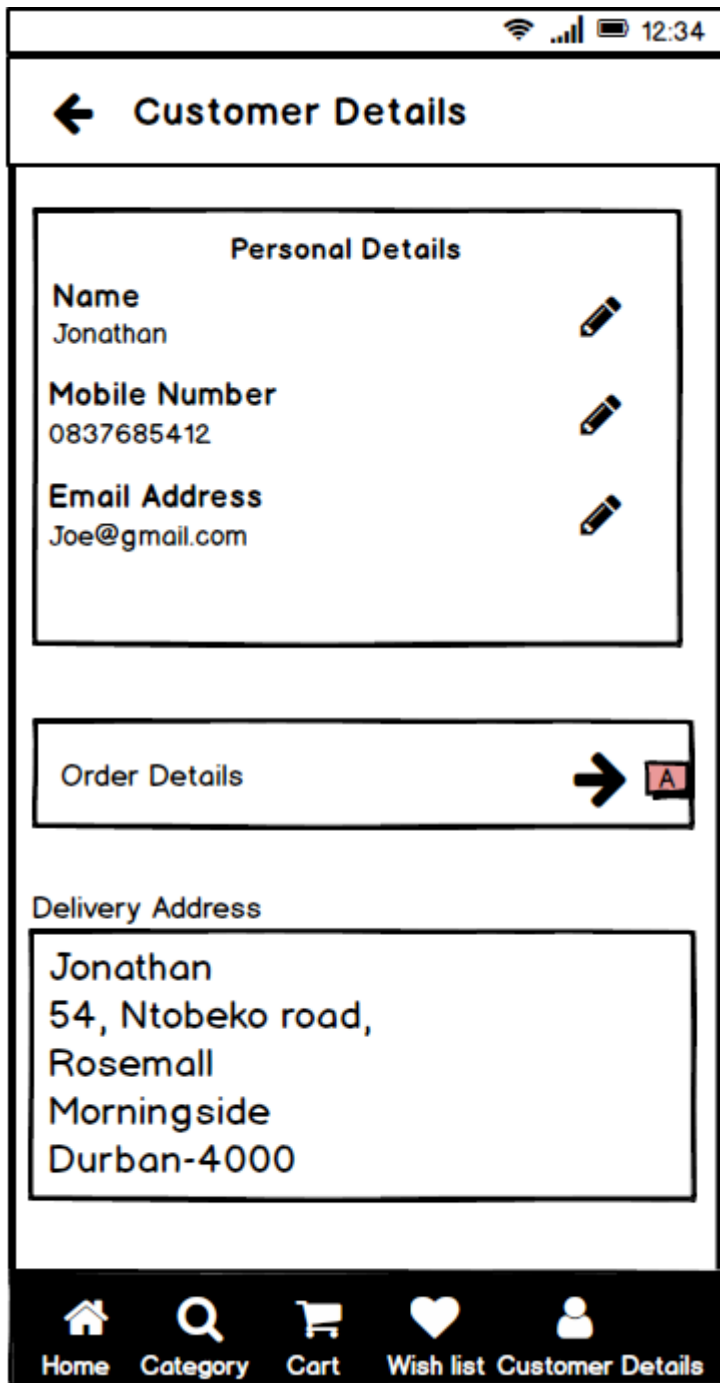 12:34
Customer Details
Personal Details
Name
Jonathan
Mobile Number
0837685412
Email Address
Joe@gmail.com
Order Details
A
Delivery Address
Jonathan
54, Ntobeko road,
Rosemall
Morningside
Durban-4000
Home Category Cart Wish list Customer Details